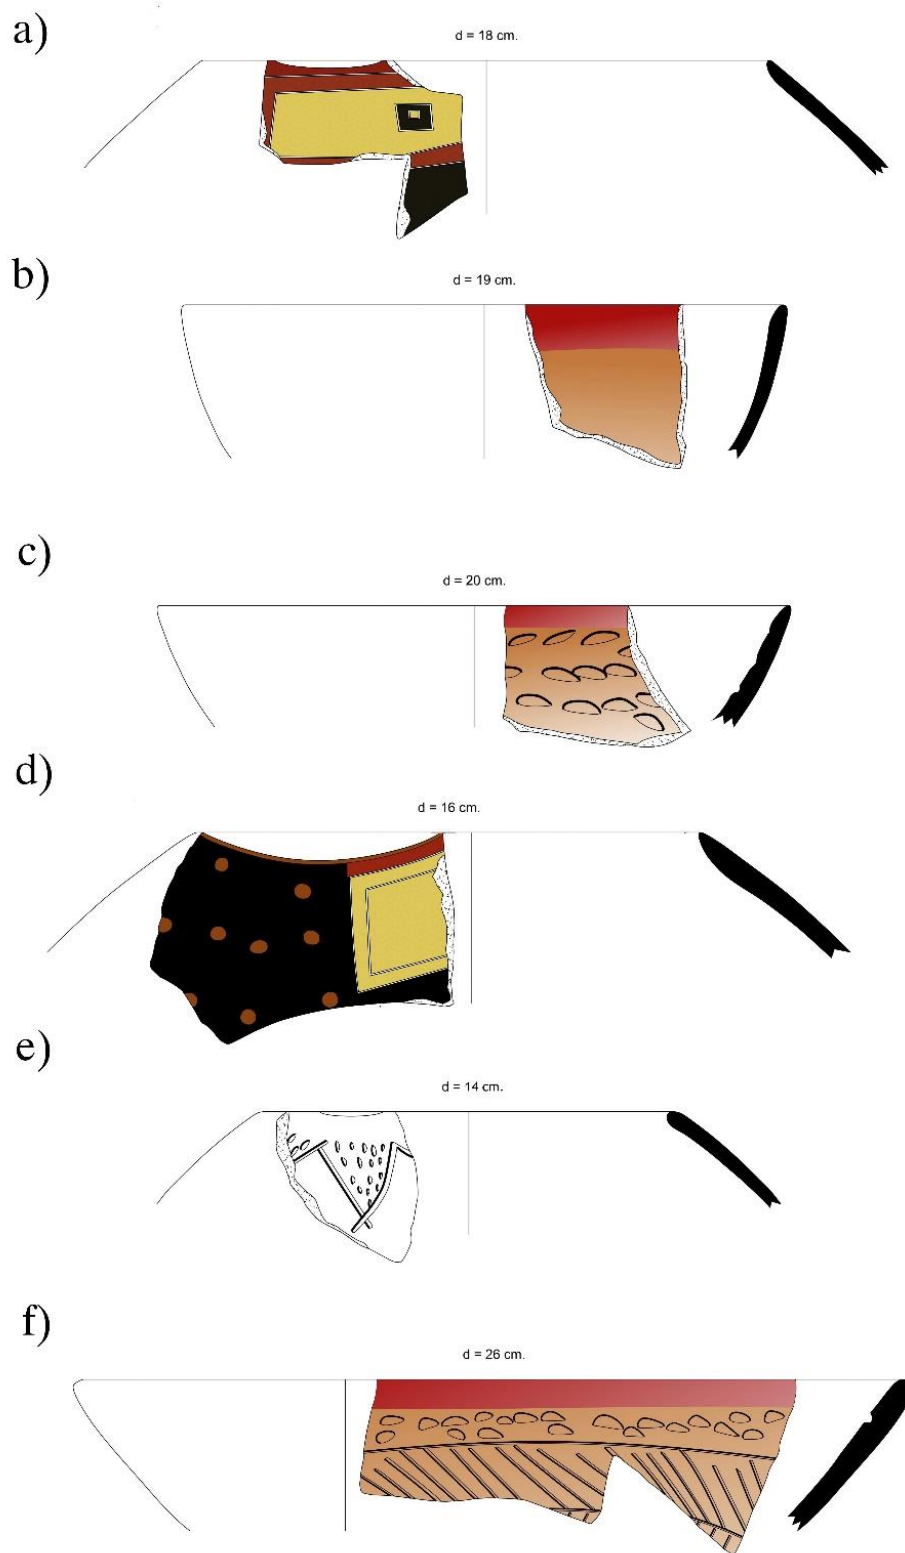 a)
d = 18 cm.
b)
d = 19 cm.
c)
d = 20 cm.
d)
d = 16 cm.
e)
d = 14 cm.
f)
d = 26 cm.